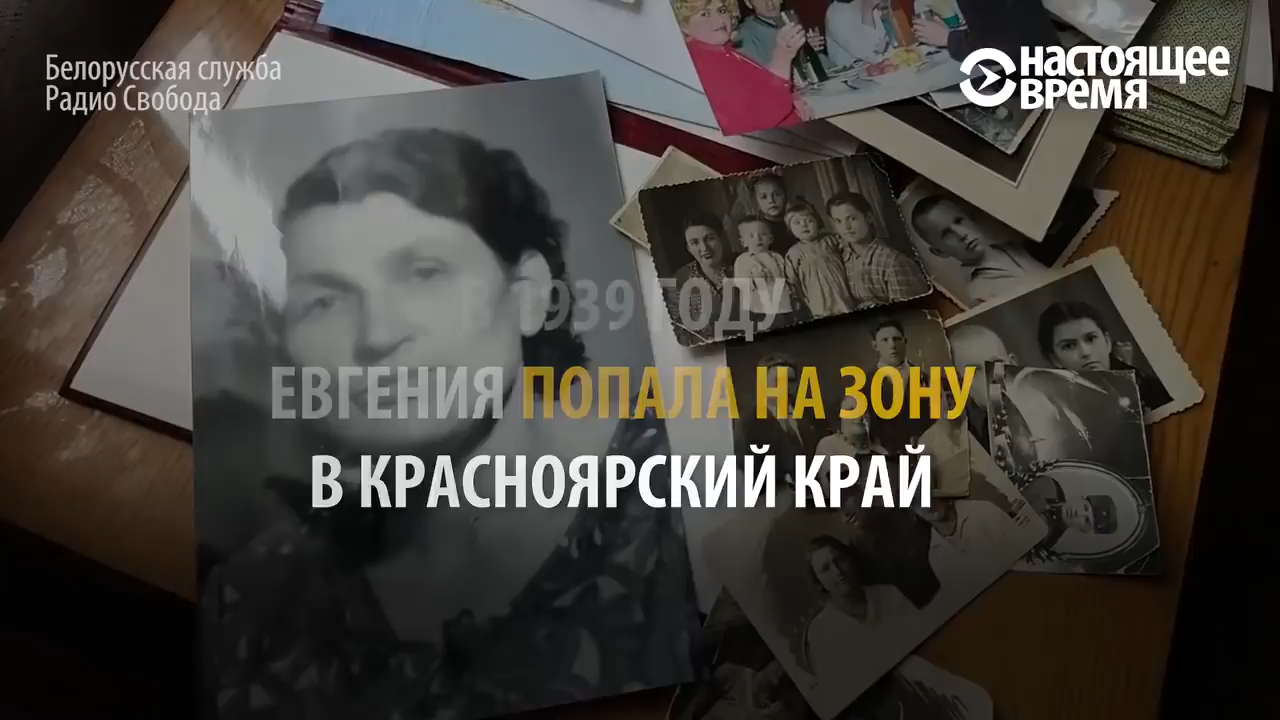 Белорусская служба
Радио Свобода
НАСТОЯЩЕЕ
ВРЕМЯ
В 1939 ГОДУ
ЕВГЕНИЯ ПОПАЛА НА ЗОНУ
В КРАСНОЯРСКИЙ КРАЙ